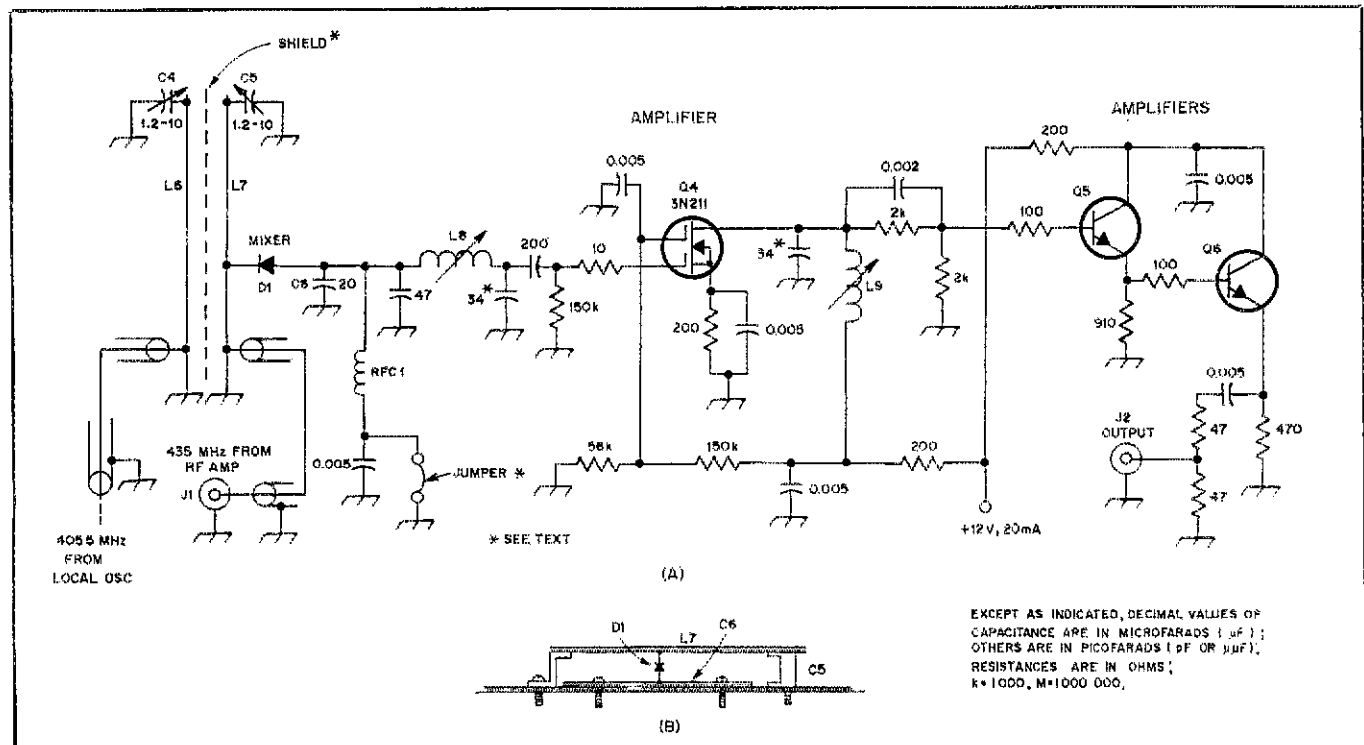 SHIELD *
C4
C5
1.2-10
1.2-10
L6
L7
AMPLIFIER
AMPLIFIERS
0.005
Q4
3N211
0.002
200
Q5
0.005
2k
100
Q6
MIXER
D1
L8
200
10
34*
L9
2k
100
C6
20
47
34*
150k
200
0.005
910
RFC1
0.005
J2
OUTPUT
47
470
47
435 MHz FROM
RF AMP
J1
0.005
JUMPER *
56k
150k
200
0.005
+12V, 20mA
405.5 MHz
FROM
LOCAL OSC
* SEE TEXT
(A)
D1
L7
C6
C5
(B)
EXCEPT AS INDICATED, DECIMAL VALUES OF
CAPACITANCE ARE IN MICROFARADS ( µF ) ;
OTHERS ARE IN PICOFARADS ( pF OR µµF ).
RESISTANCES ARE IN OHMS ;
k=1000, M=1000 000.